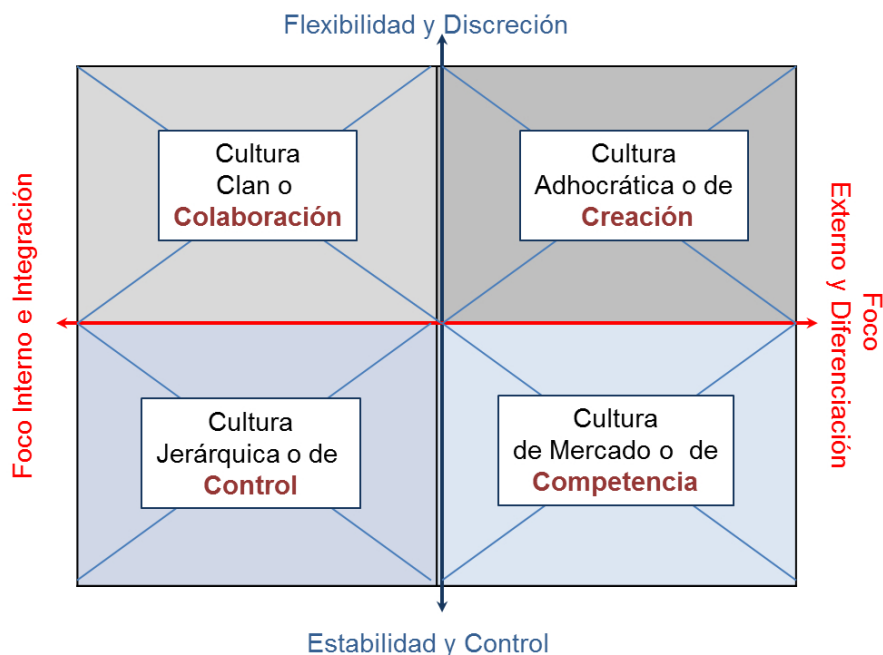 Flexibilidad y Discreción
Cultura
Clan o
Colaboración
Cultura
Adhocrática o de
Creación
Foco Interno e Integración
Foco
Externo y Diferenciación
Cultura
Jerárquica o de
Control
Cultura
de Mercado o de
Competencia
Estabilidad y Control